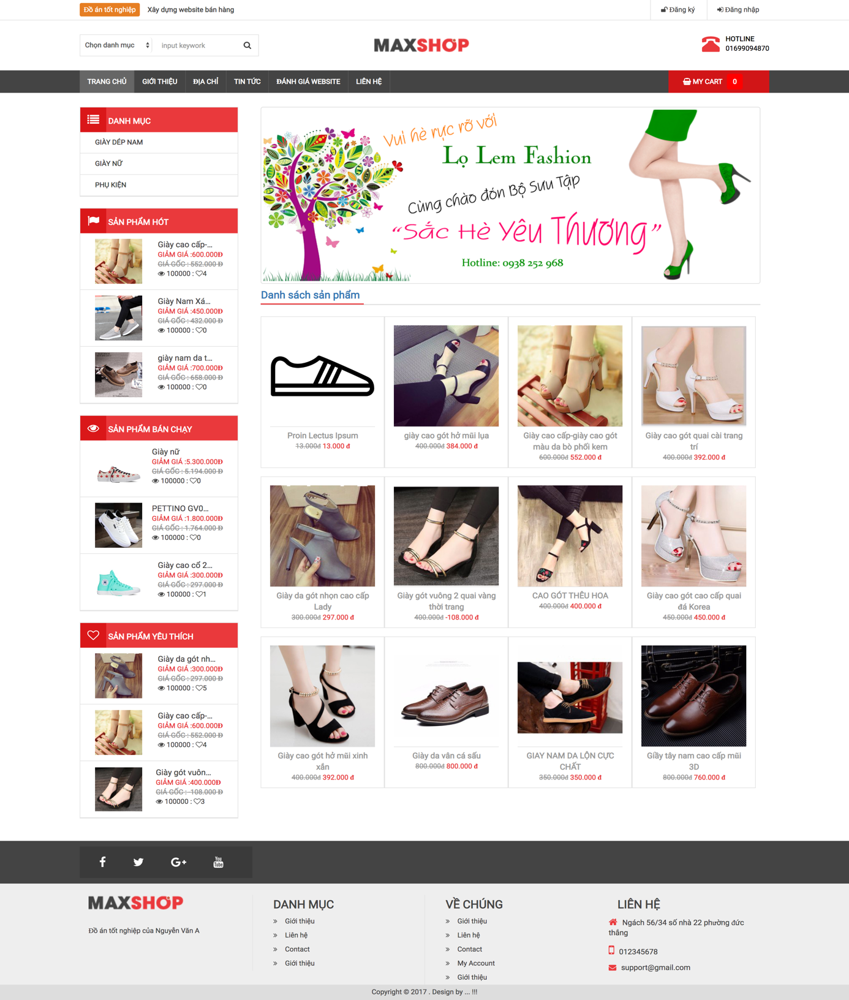 Đồ án tốt nghiệp
Xây dựng website bán hàng
Đăng ký
Đăng nhập
Chọn danh mục
input keywork
MAXSHOP
HOTLINE
01699094870
TRANG CHỦ
GIỚI THIỆU
ĐỊA CHỈ
TIN TỨC
ĐÁNH GIÁ WEBSITE
LIÊN HỆ
MY CART 0
DANH MỤC
GIÀY DÉP NAM
GIÀY NỮ
PHỤ KIỆN
SẢN PHẨM HÓT
Giày cao cấp-...
GIẢM GIÁ :600.000Đ
GIÁ GỐC : 552.000 Đ
100000 : 4
Giày Nam Xá...
GIẢM GIÁ :450.000Đ
GIÁ GỐC : 432.000 Đ
100000 : 0
giày nam da t...
GIẢM GIÁ :700.000Đ
GIÁ GỐC : 658.000 Đ
100000 : 0
SẢN PHẨM BÁN CHẠY
Giày nữ
GIẢM GIÁ :5.300.000Đ
GIÁ GỐC : 5.194.000 Đ
100000 : 0
PETTINO GV0...
GIẢM GIÁ :1.800.000Đ
GIÁ GỐC : 1.764.000 Đ
100000 : 0
Giày cao cổ 2...
GIẢM GIÁ :300.000Đ
GIÁ GỐC : 297.000 Đ
100000 : 1
SẢN PHẨM YÊU THÍCH
Giày da gót nh...
GIẢM GIÁ :300.000Đ
GIÁ GỐC : 297.000 Đ
100000 : 5
Giày cao cấp-...
GIẢM GIÁ :600.000Đ
GIÁ GỐC : 552.000 Đ
100000 : 4
Giày gót vuôn...
GIẢM GIÁ :400.000Đ
GIÁ GỐC : -108.000 Đ
100000 : 3
Vui hè rực rỡ với
Lọ Lem Fashion
Cùng chào đón Bộ Sưu Tập
“Sắc Hè Yêu Thương”
Hotline: 0938 252 968
Danh sách sản phẩm
Proin Lectus Ipsum
13.000đ 13.000 đ
giày cao gót hở mũi lụa
400.000đ 384.000 đ
Giày cao cấp-giày cao gót
màu da bò phối kem
600.000đ 552.000 đ
Giày cao gót quai cài trang
trí
400.000đ 392.000 đ
Giày da gót nhọn cao cấp
Lady
300.000đ 297.000 đ
Giày gót vuông 2 quai vàng
thời trang
400.000đ -108.000 đ
CAO GÓT THÊU HOA
400.000đ 400.000 đ
Giày cao gót cao cấp quai
đá Korea
450.000đ 450.000 đ
Giày cao gót hở mũi xinh
xắn
400.000đ 392.000 đ
Giày da vân cá sấu
800.000đ 800.000 đ
GIAY NAM DA LỘN CỰC
CHẤT
350.000đ 350.000 đ
Giầy tây nam cao cấp mũi
3D
800.000đ 760.000 đ
You
Tube
MAXSHOP
Đồ án tốt nghiệp của Nguyễn Văn A
DANH MỤC
Giới thiệu
Liên hệ
Contact
Giới thiệu
VỀ CHÚNG
Giới thiệu
Liên hệ
Contact
My Account
Giới thiệu
LIÊN HỆ
Ngách 56/34 số nhà 22 phường đức
thắng
012345678
support@gmail.com
Copyright © 2017 . Design by ... !!!